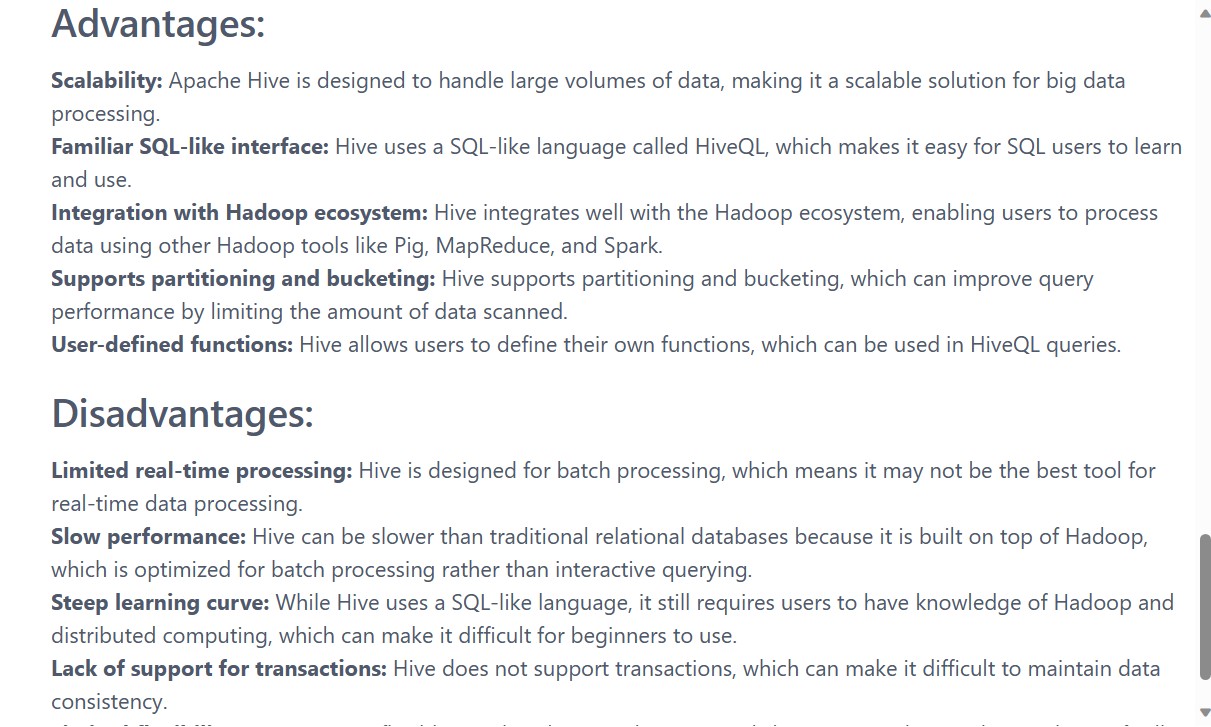 Advantages:
Scalability: Apache Hive is designed to handle large volumes of data, making it a scalable solution for big data
processing.
Familiar SQL-like interface: Hive uses a SQL-like language called HiveQL, which makes it easy for SQL users to learn
and use.
Integration with Hadoop ecosystem: Hive integrates well with the Hadoop ecosystem, enabling users to process
data using other Hadoop tools like Pig, MapReduce, and Spark.
Supports partitioning and bucketing: Hive supports partitioning and bucketing, which can improve query
performance by limiting the amount of data scanned.
User-defined functions: Hive allows users to define their own functions, which can be used in HiveQL queries.
Disadvantages:
Limited real-time processing: Hive is designed for batch processing, which means it may not be the best tool for
real-time data processing.
Slow performance: Hive can be slower than traditional relational databases because it is built on top of Hadoop,
which is optimized for batch processing rather than interactive querying.
Steep learning curve: While Hive uses a SQL-like language, it still requires users to have knowledge of Hadoop and
distributed computing, which can make it difficult for beginners to use.
Lack of support for transactions: Hive does not support transactions, which can make it difficult to maintain data
consistency.